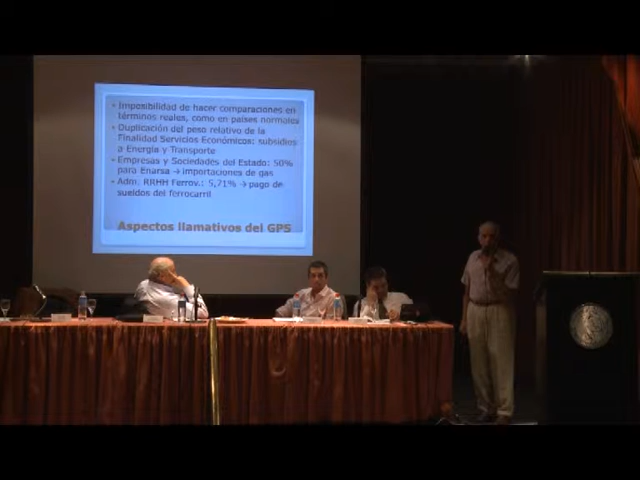 • Imposibilidad de hacer comparaciones en
términos reales, como en países normales
• Duplicación del peso relativo de la
Finalidad Servicios Económicos: subsidios
a Energía y Transporte
• Empresas y Sociedades del Estado: 50%
para Enarsa → importaciones de gas
• Adm. RRHH Ferrov.: 5,71% → pago de
sueldos del ferrocarril
Aspectos llamativos del GPS